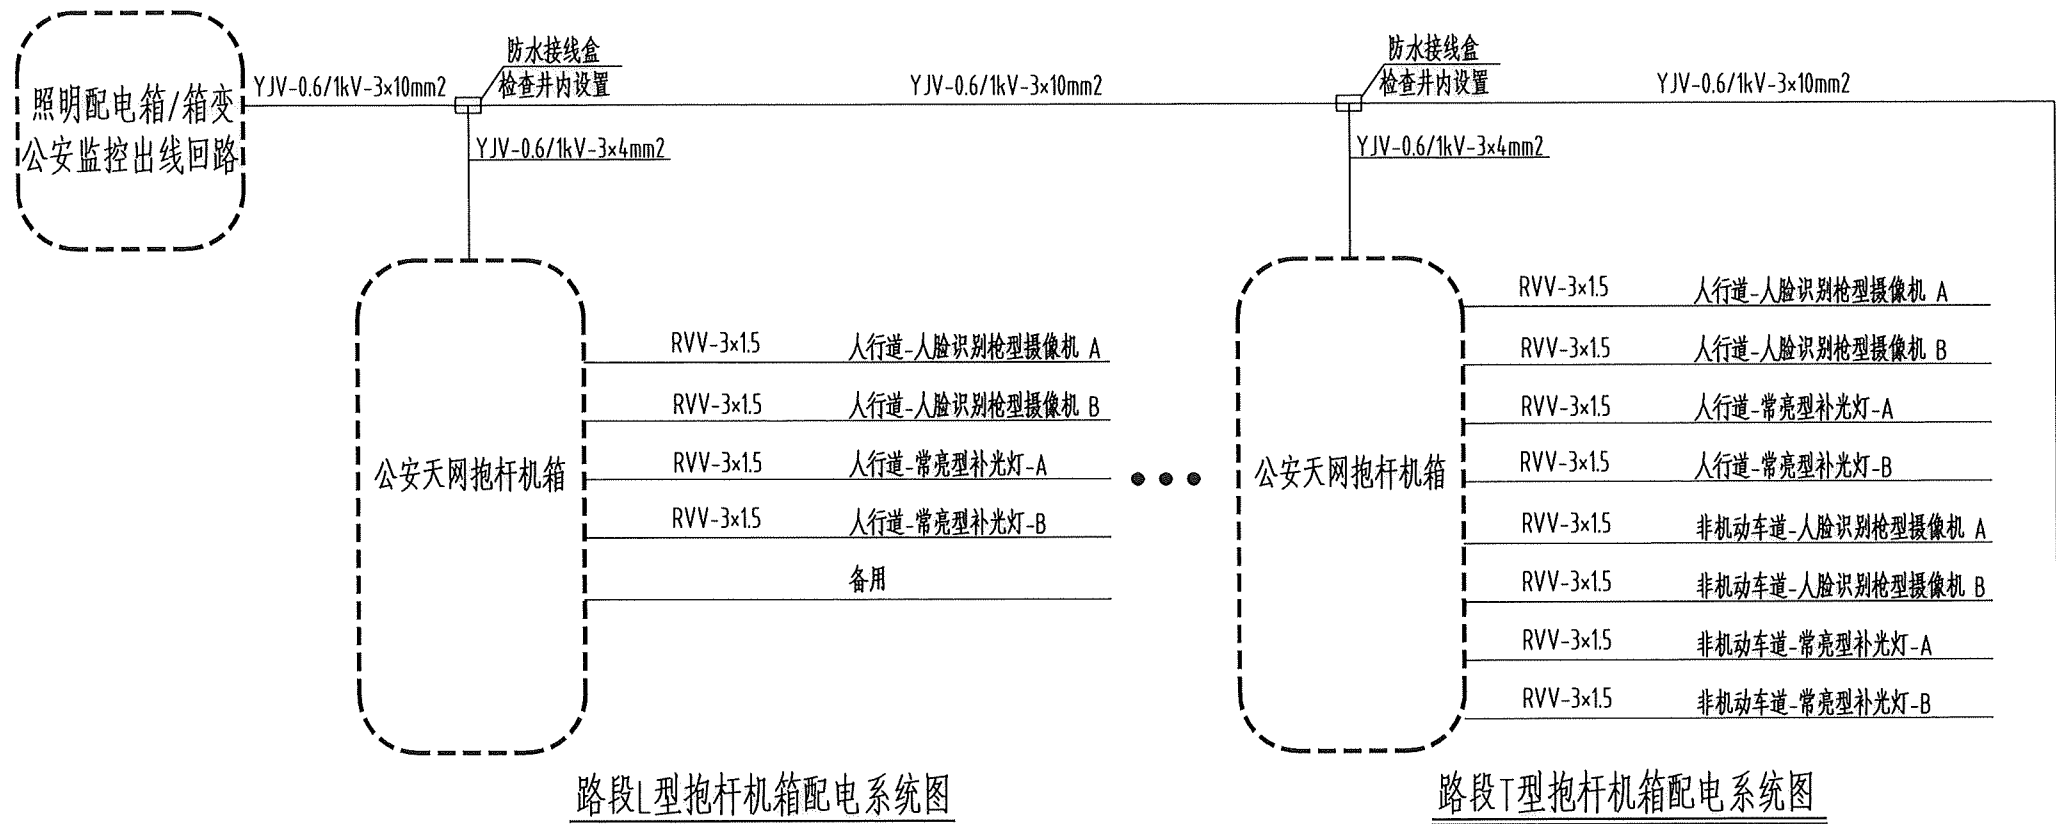 照明配电箱/箱变
公安监控出线回路
YJV-0.6/1kV-3×10mm2
防水接线盒
检查井内设置
YJV-0.6/1kV-3×10mm2
防水接线盒
检查井内设置
YJV-0.6/1kV-3×10mm2
YJV-0.6/1kV-3×4mm2
YJV-0.6/1kV-3×4mm2
公安天网抱杆机箱
RVV-3×1.5 人行道-人脸识别枪型摄像机 A
RVV-3×1.5 人行道-人脸识别枪型摄像机 B
RVV-3×1.5 人行道-常亮型补光灯-A
RVV-3×1.5 人行道-常亮型补光灯-B
备用
公安天网抱杆机箱
RVV-3×1.5 人行道-人脸识别枪型摄像机 A
RVV-3×1.5 人行道-人脸识别枪型摄像机 B
RVV-3×1.5 人行道-常亮型补光灯-A
RVV-3×1.5 人行道-常亮型补光灯-B
RVV-3×1.5 非机动车道-人脸识别枪型摄像机 A
RVV-3×1.5 非机动车道-人脸识别枪型摄像机 B
RVV-3×1.5 非机动车道-常亮型补光灯-A
RVV-3×1.5 非机动车道-常亮型补光灯-B
路段L型抱杆机箱配电系统图
路段T型抱杆机箱配电系统图